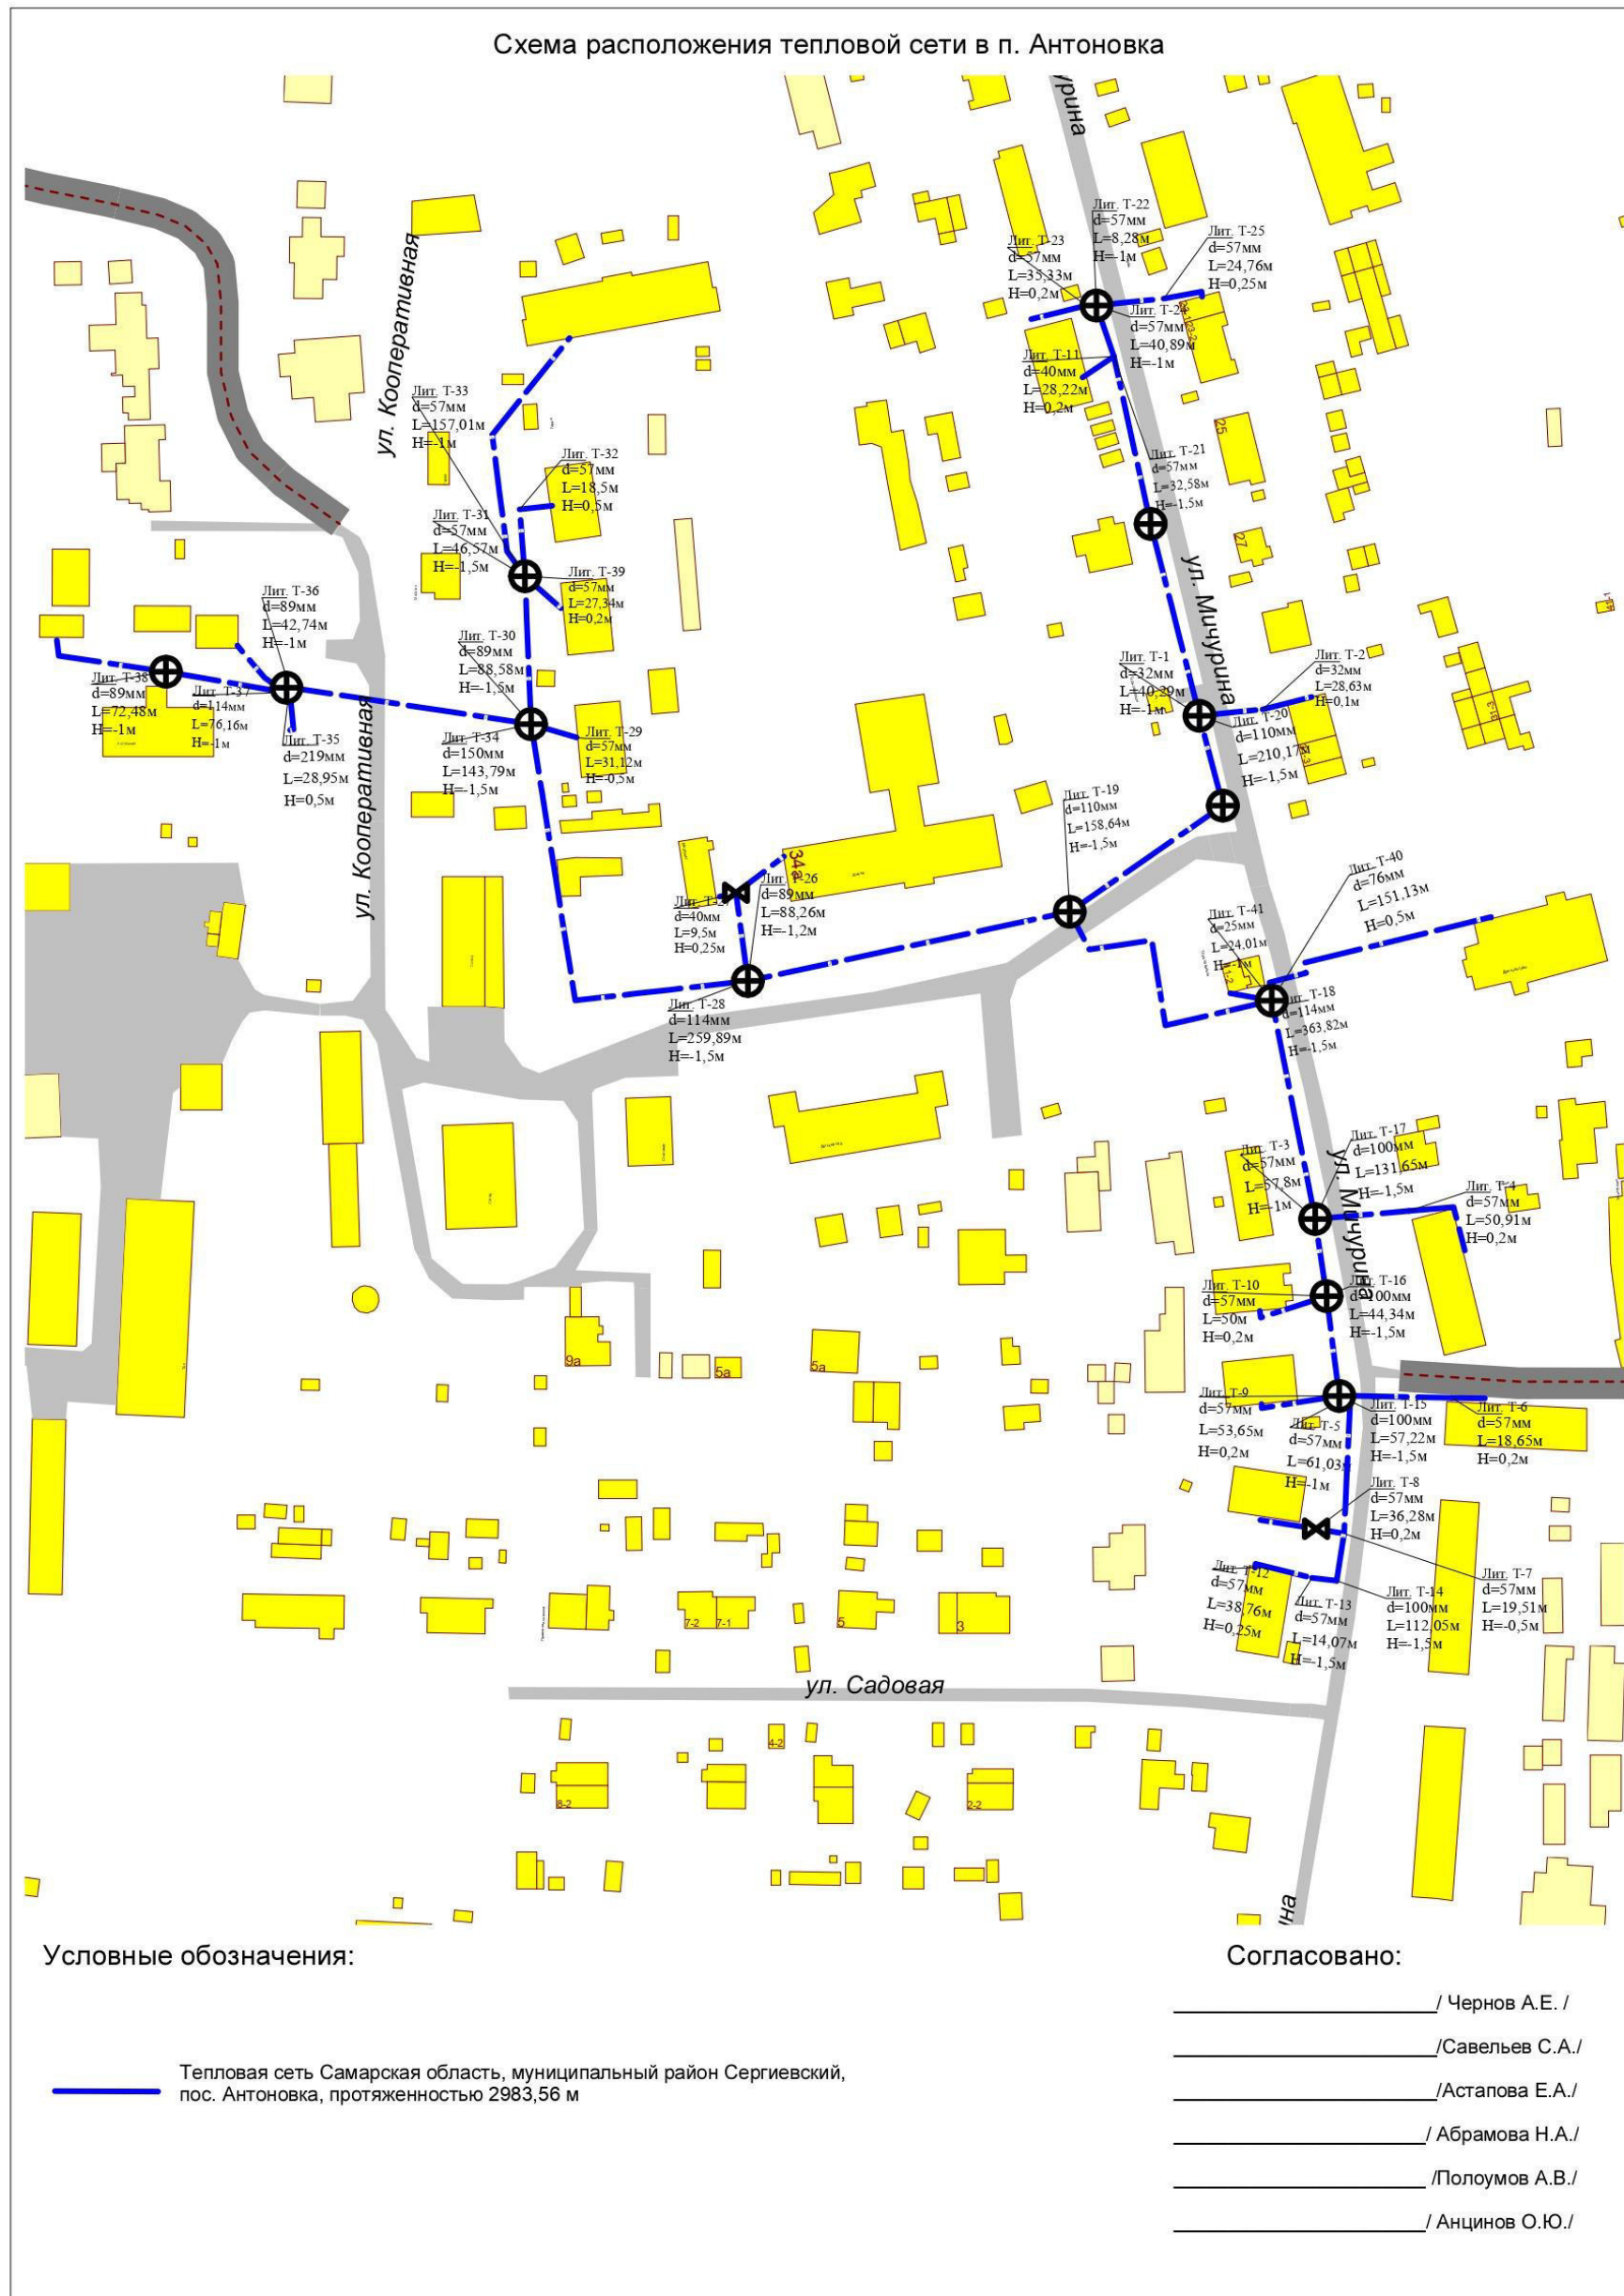 Схема расположения тепловой сети в п. Антоновка
урина
Лит. Т-22
d=57мм
L=8,28м
H=-1м
Лит. Т-23
d=57мм
L=35,33м
H=0,2м
Лит. Т-25
d=57мм
L=24,76м
H=0,25м
Лит. Т-24
d=57мм
L=40,89м
H=-1м
Лит. Т-11
d=40мм
L=28,22м
H=0,2м
ул. Кооперативная
Лит. Т-33
d=57мм
L=157,01м
H=-1м
Лит. Т-32
d=57мм
L=18,5м
H=0,5м
25
Лит. Т-21
d=57мм
L=32,58м
H=-1,5м
Лит. Т-31
d=57мм
L=46,57м
H=-1,5м
27
Лит. Т-39
d=57мм
L=27,34м
H=0,2м
ул. Мичурина
Лит. Т-36
d=89мм
L=42,74м
H=-1м
Лит. Т-30
d=89мм
L=88,58м
H=-1,5м
Лит. Т-1
d=32мм
L=40,29м
H=-1м
Лит. Т-2
d=32мм
L=28,63м
H=0,1м
Лит. Т-38
d=89мм
L=72,48м
H=-1м
Лит. Т-37
d=114мм
L=76,16м
H=-1м
Лит. Т-35
d=219мм
L=28,95м
H=0,5м
Лит. Т-34
d=150мм
L=143,79м
H=-1,5м
Лит. Т-29
d=57мм
L=31,12м
H=-0,5м
Лит. Т-20
d=110мм
L=210,17м
H=-1,5м
ул. Кооперативная
Лит. Т-19
d=110мм
L=158,64м
H=-1,5м
34а
Лит. Т-26
d=89мм
L=88,26м
H=-1,2м
Лит. Т-27
d=40мм
L=9,5м
H=0,25м
Лит. Т-40
d=76мм
L=151,13м
H=0,5м
Лит. Т-41
d=25мм
L=24,01м
H=-1м
Лит. Т-28
d=114мм
L=259,89м
H=-1,5м
Лит. Т-18
d=114мм
L=363,82м
H=-1,5м
Лит. Т-3
d=57мм
L=57,8м
H=-1м
Лит. Т-17
d=100мм
L=131,65м
H=-1,5м
ул. Мичурина
Лит. Т-4
d=57мм
L=50,91м
H=0,2м
Лит. Т-10
d=57мм
L=50м
H=0,2м
Лит. Т-16
d=100мм
L=44,34м
H=-1,5м
9а
5а
5а
Лит. Т-9
d=57мм
L=53,65м
H=0,2м
Лит. Т-5
d=57мм
L=61,03м
H=-1м
Лит. Т-15
d=100мм
L=57,22м
H=-1,5м
Лит. Т-6
d=57мм
L=18,65м
H=0,2м
Лит. Т-8
d=57мм
L=36,28м
H=0,2м
Лит. Т-12
d=57мм
L=38,76м
H=0,25м
Лит. Т-13
d=57мм
L=14,07м
H=-1,5м
Лит. Т-14
d=100мм
L=112,05м
H=-1,5м
Лит. Т-7
d=57мм
L=19,51м
H=-0,5м
7-2
7-1
5
3
ул. Садовая
4-2
8-2
2-2
на
Условные обозначения:
Согласовано:
/ Чернов А.Е. /
/Савельев С.А./
/Астапова Е.А./
/ Абрамова Н.А./
/Полоумов А.В./
/ Анцинов О.Ю./
Тепловая сеть Самарская область, муниципальный район Сергиевский,
пос. Антоновка, протяженностью 2983,56 м